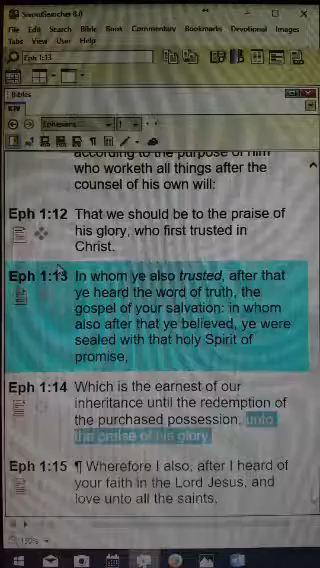 SwordSearcher 8.0
File Edit Search Bible Book Commentary Bookmarks Devotional Images
Tabs View User Help
Eph 1:13
Bibles
KJV
Ephesians 1
according to the purpose of him
who worketh all things after the
counsel of his own will:
Eph 1:12 That we should be to the praise of
his glory, who first trusted in
Christ.
Eph 1:13 In whom ye also trusted, after that
ye heard the word of truth, the
gospel of your salvation: in whom
also after that ye believed, ye were
sealed with that holy Spirit of
promise,
Eph 1:14 Which is the earnest of our
inheritance until the redemption of
the purchased possession, unto
the praise of his glory.
Eph 1:15 ¶ Wherefore I also, after I heard of
your faith in the Lord Jesus, and
love unto all the saints,
150%